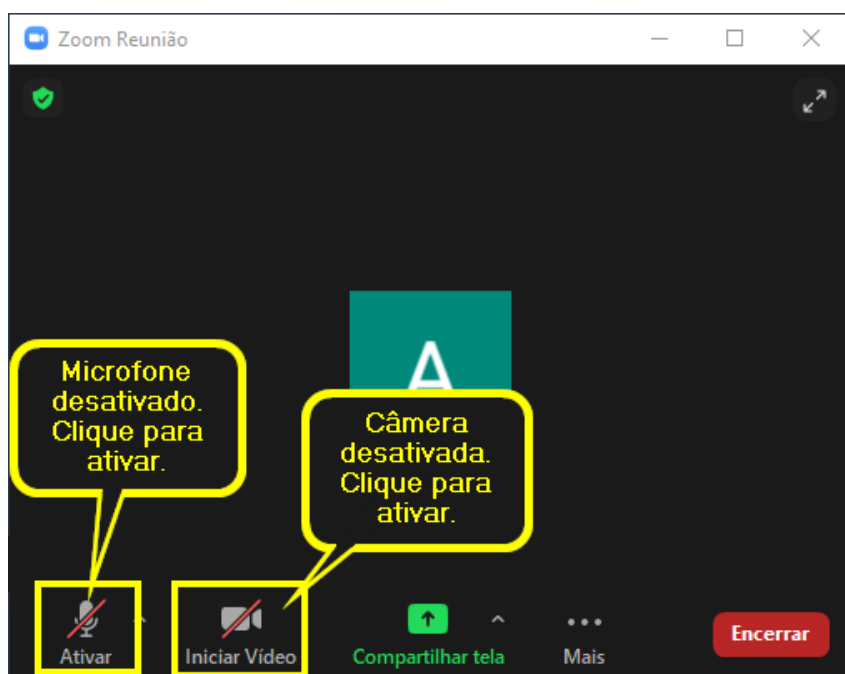 Zoom Reunião
A
Microfone
desativado.
Clique para
ativar.
Câmera
desativada.
Clique para
ativar.
Ativar
Iniciar Vídeo
Compartilhar tela
Mais
Encerrar